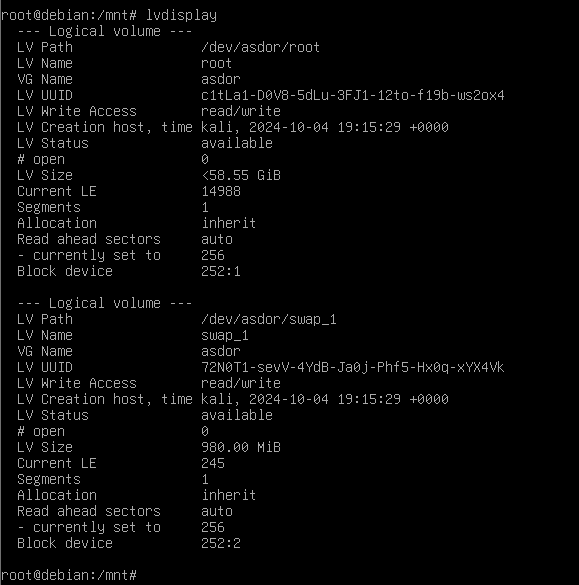 root@debian:/mnt# lvdisplay
--- Logical volume ---
LV Path /dev/asdor/root
LV Name root
VG Name asdor
LV UUID c1tLa1-D0V8-5dLu-3FJ1-12to-f19b-ws2ox4
LV Write Access read/write
LV Creation host, time kali, 2024-10-04 19:15:29 +0000
LV Status available
# open 0
LV Size <58.55 GiB
Current LE 14988
Segments 1
Allocation inherit
Read ahead sectors auto
- currently set to 256
Block device 252:1
--- Logical volume ---
LV Path /dev/asdor/swap_1
LV Name swap_1
VG Name asdor
LV UUID 72N0T1-sevV-4YdB-Ja0j-Phf5-Hx0q-xYX4Vk
LV Write Access read/write
LV Creation host, time kali, 2024-10-04 19:15:29 +0000
LV Status available
# open 0
LV Size 980.00 MiB
Current LE 245
Segments 1
Allocation inherit
Read ahead sectors auto
- currently set to 256
Block device 252:2
root@debian:/mnt#